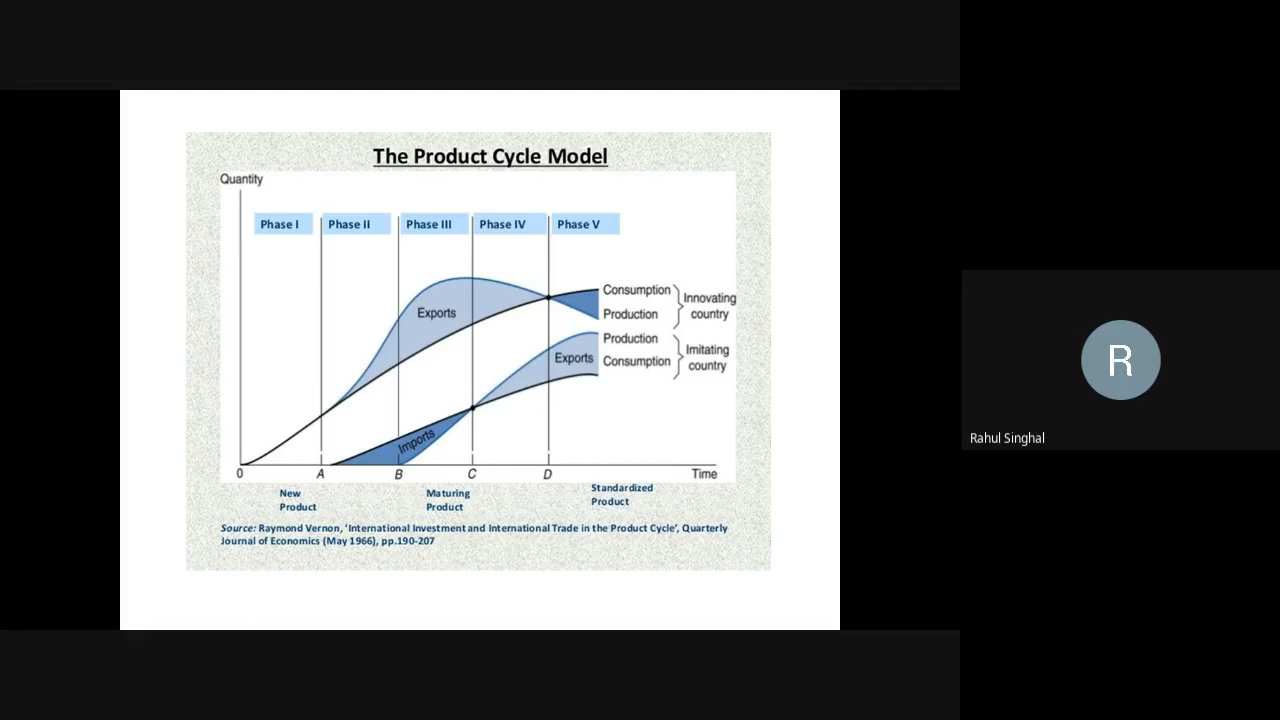 The Product Cycle Model
Quantity
Phase I
Phase II
Phase III
Phase IV
Phase V
Exports
Consumption
Production
Innovating
country
Production
Consumption
Imitating
country
Exports
Imports
0
A
B
C
D
Time
New
Product
Maturing
Product
Standardized
Product
Source: Raymond Vernon, ‘International Investment and International Trade in the Product Cycle’, Quarterly
Journal of Economics (May 1966), pp.190-207
R
Rahul Singhal